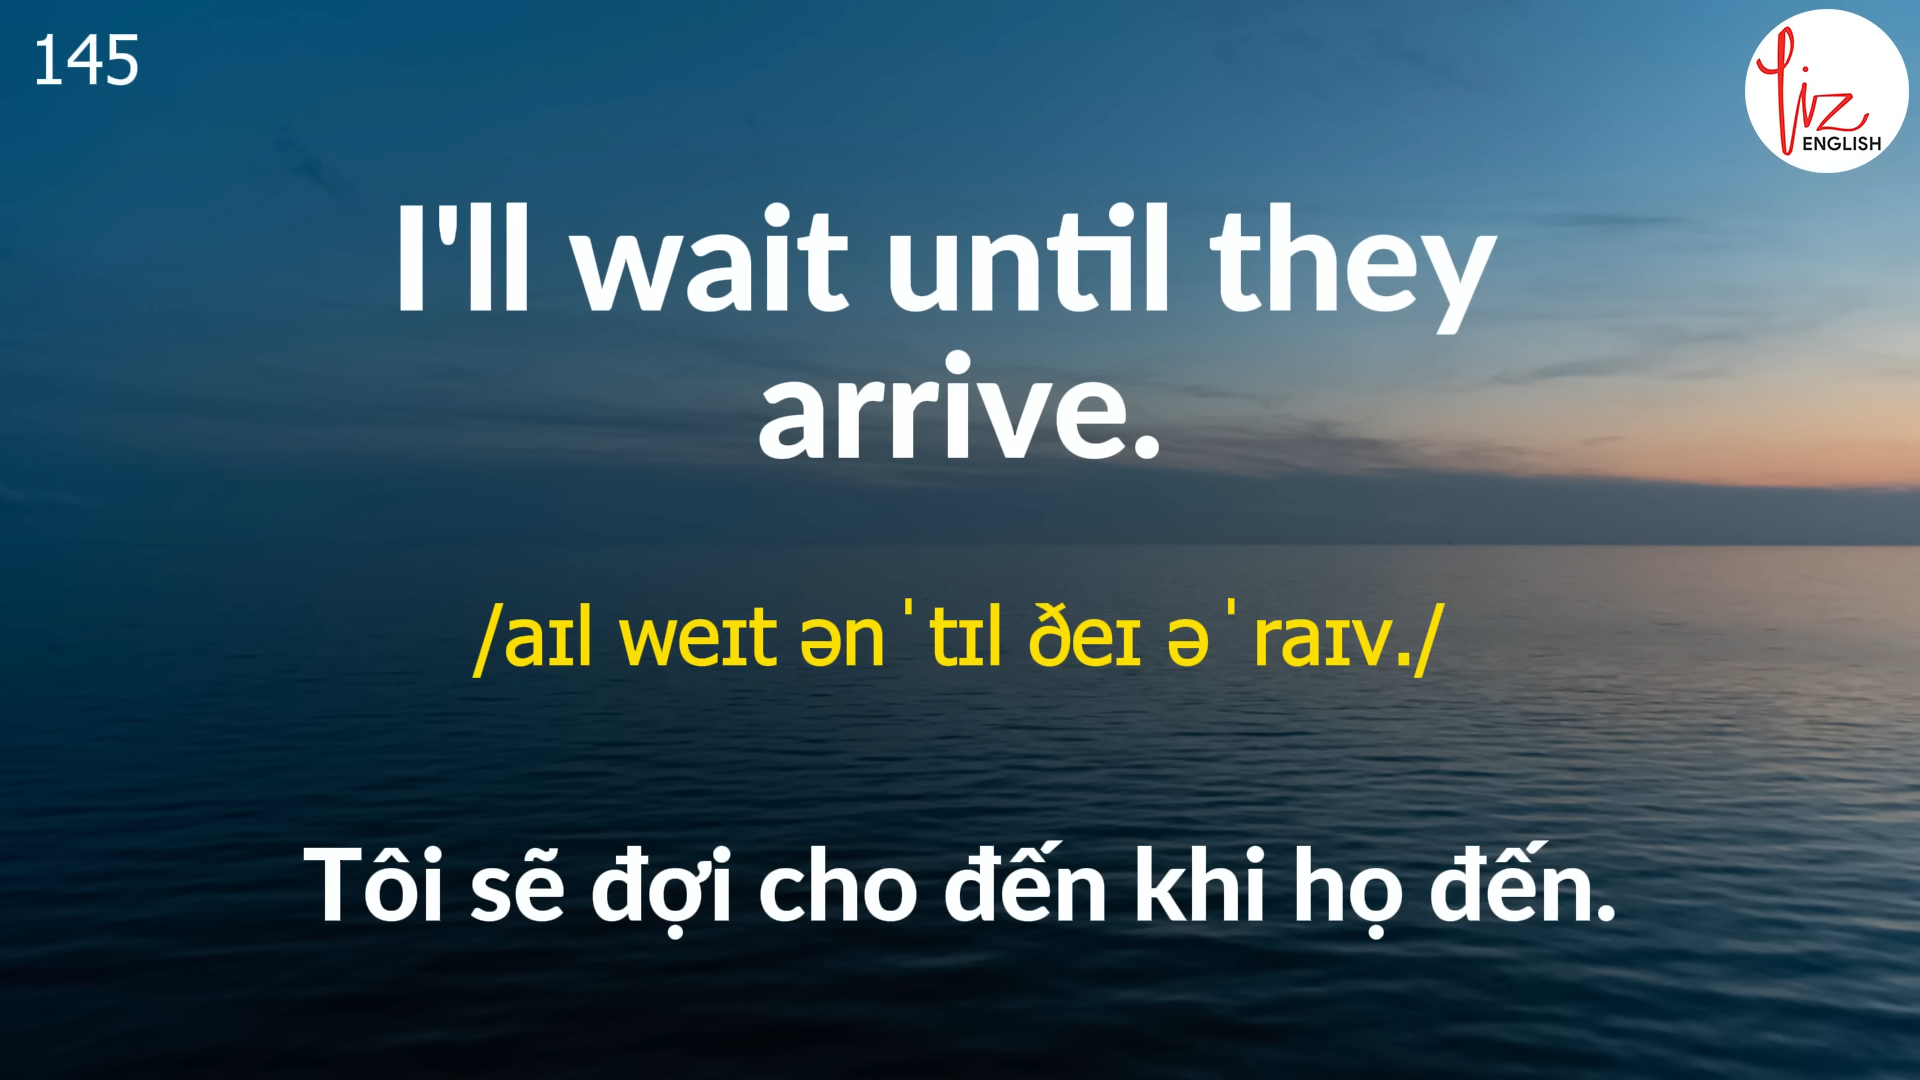 145
Liz
ENGLISH
I'll wait until they
arrive.
/aɪl weɪt ənˈtɪl ðeɪ əˈraɪv./
Tôi sẽ đợi cho đến khi họ đến.